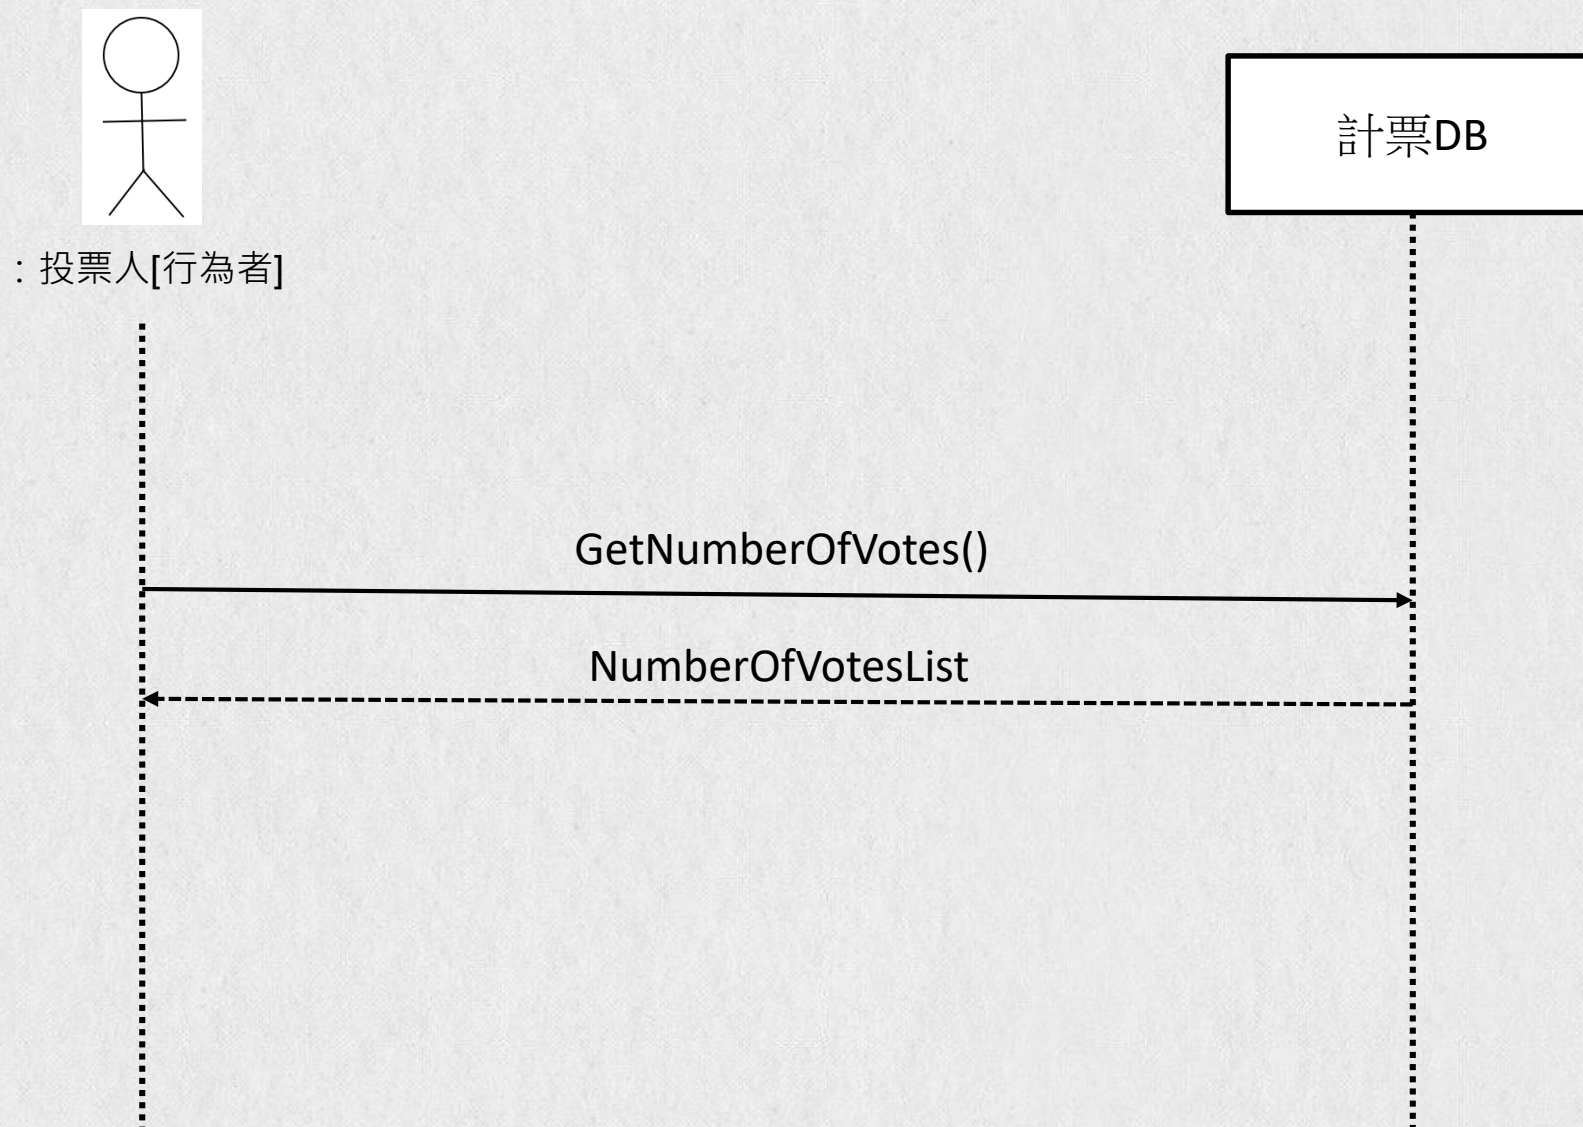 計票DB
：投票人[行為者]
GetNumberOfVotes()
NumberOfVotesList